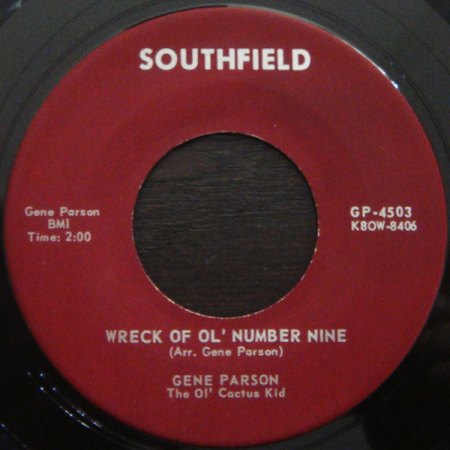 SOUTHFIELD
Gene Parson
BMI
Time: 2:00
GP-4503
K8OW-8406
WRECK OF OL' NUMBER NINE
(Arr. Gene Parson)
GENE PARSON
The Ol' Cactus Kid